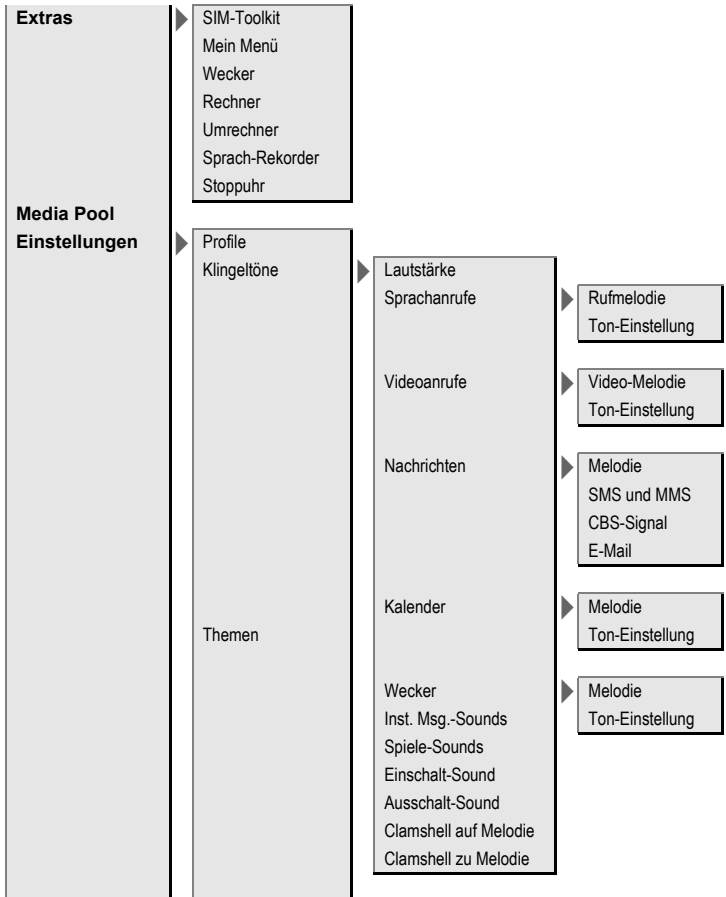 Extras
SIM-Toolkit
Mein Menü
Wecker
Rechner
Umrechner
Sprach-Rekorder
Stoppuhr
Media Pool
Einstellungen
Profile
Klingeltöne
Lautstärke
Sprachanrufe
Rufmelodie
Ton-Einstellung
Videoanrufe
Video-Melodie
Ton-Einstellung
Nachrichten
Melodie
SMS und MMS
CBS-Signal
E-Mail
Kalender
Melodie
Ton-Einstellung
Wecker
Melodie
Ton-Einstellung
Inst. Msg.-Sounds
Spiele-Sounds
Einschalt-Sound
Ausschalt-Sound
Clamshell auf Melodie
Clamshell zu Melodie
Themen